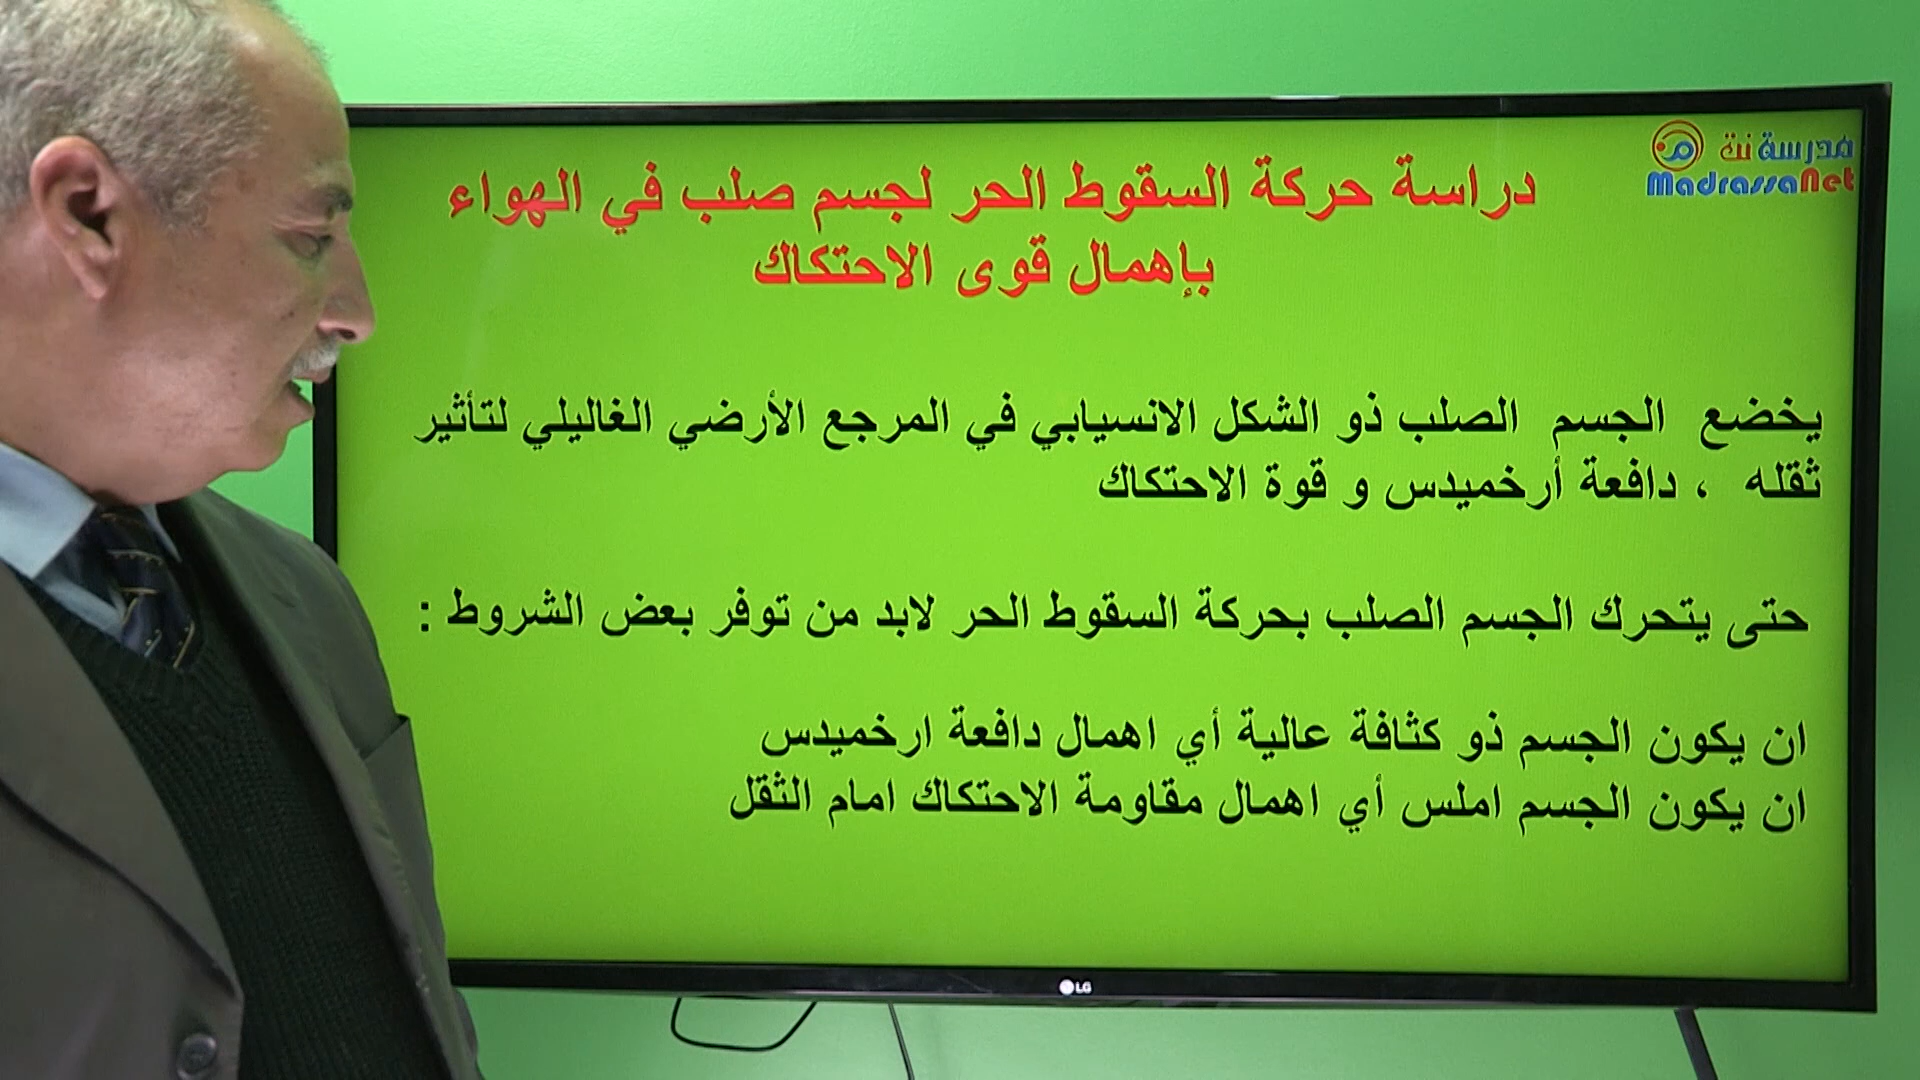 مدرسة نت
MadrassaNet
دراسة حركة السقوط الحر لجسم صلب في الهواء
بإهمال قوى الاحتكاك
يخضع الجسم الصلب ذو الشكل الانسيابي في المرجع الأرضي الغاليلي لتأثير
ثقله ، دافعة أرخميدس و قوة الاحتكاك
حتى يتحرك الجسم الصلب بحركة السقوط الحر لابد من توفر بعض الشروط :
ان يكون الجسم ذو كثافة عالية أي اهمال دافعة ارخميدس
ان يكون الجسم املس أي اهمال مقاومة الاحتكاك امام الثقل
LG